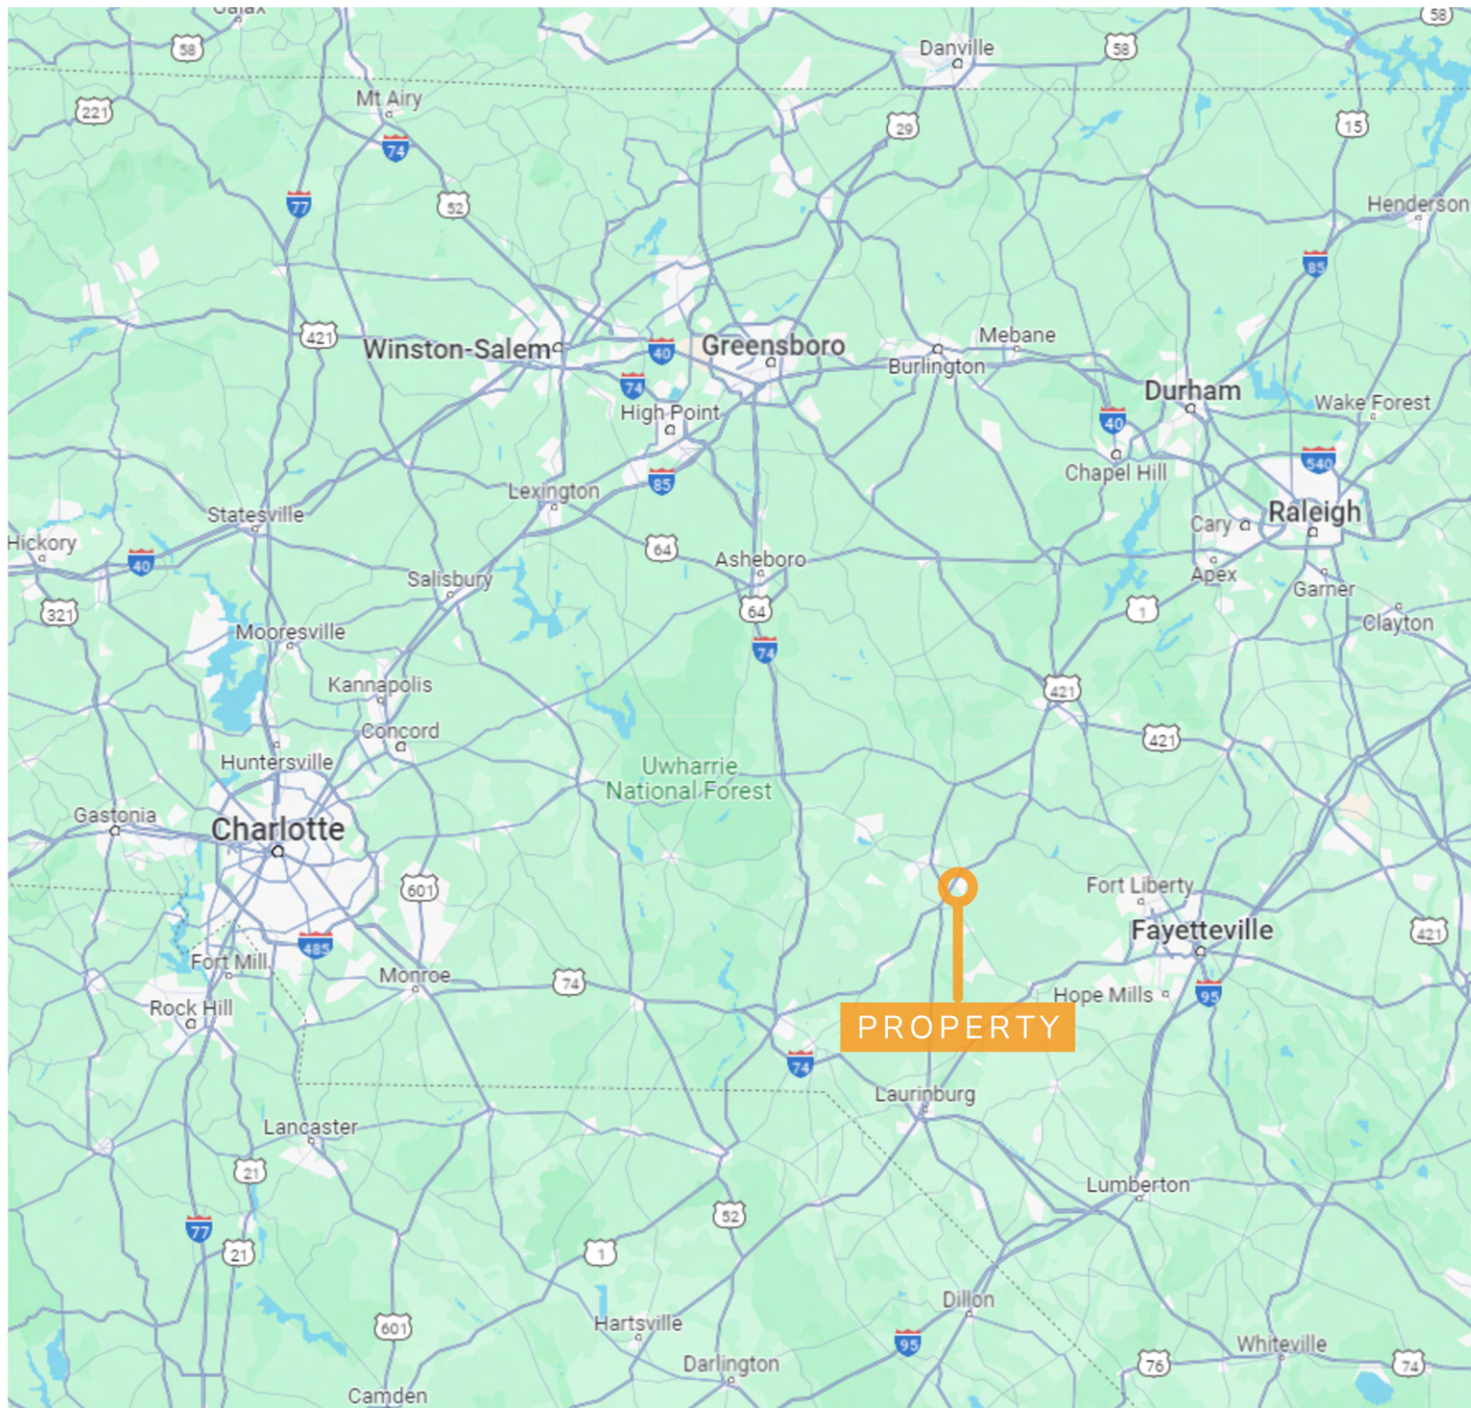 Galax
58
58
Danville
58
Mt Airy
221
29
15
74
77
52
Henderson
85
421
Winston-Salem
40
Greensboro
Mebane
Burlington
74
Durham
High Point
40
Wake Forest
Chapel Hill
540
85
Lexington
Statesville
Cary
Raleigh
Hickory
40
64
Asheboro
Apex
Garner
Salisbury
321
64
1
Clayton
Mooresville
74
Kannapolis
421
Concord
421
Huntersville
Uwharrie
National Forest
Gastonia
Charlotte
601
Fort Liberty
Fayetteville
421
485
Fort Mill
Monroe
74
Hope Mills
95
Rock Hill
PROPERTY
74
Laurinburg
Lancaster
21
Lumberton
52
77
21
1
Dillon
601
Hartsville
95
Whiteville
Darlington
76
74
Camden